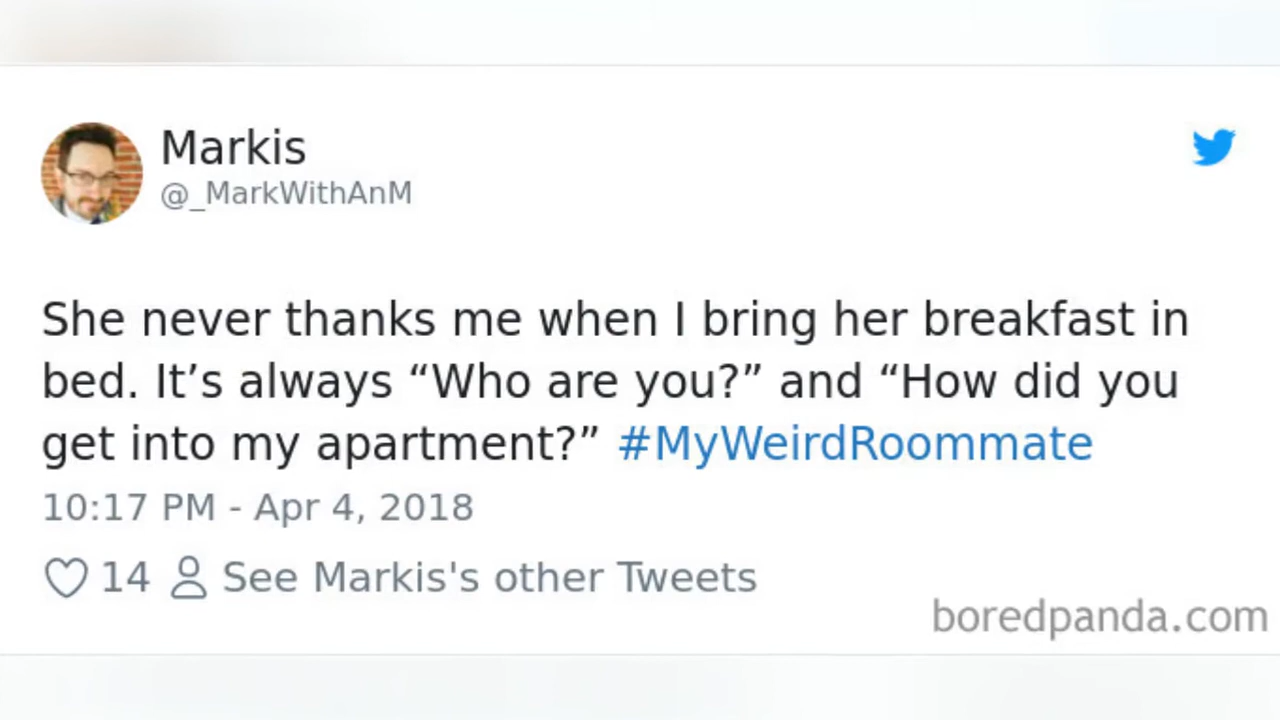 Markis
@_MarkWithAnM
She never thanks me when I bring her breakfast in
bed. It’s always “Who are you?” and “How did you
get into my apartment?” #MyWeirdRoommate
10:17 PM - Apr 4, 2018
14 See Markis's other Tweets
boredpanda.com